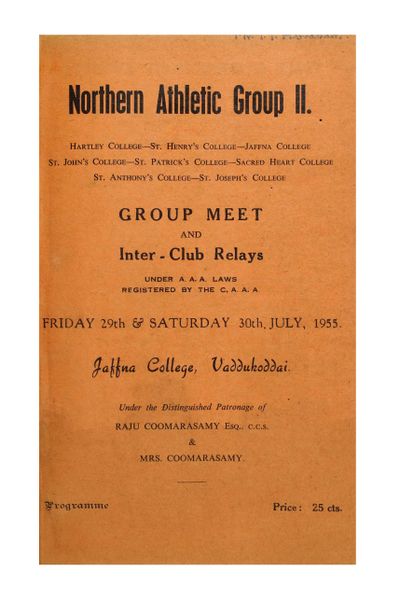 Northern Athletic Group II.
HARTLEY COLLEGE—ST. HENRY'S COLLEGE—JAFFNA COLLEGE
ST. JOHN'S COLLEGE—ST. PATRICK'S COLLEGE—SACRED HEART COLLEGE
ST. ANTHONY'S COLLEGE—ST. JOSEPH'S COLLEGE
GROUP MEET
AND
Inter - Club Relays
UNDER A. A. A. LAWS
REGISTERED BY THE C. A. A. A
FRIDAY 29th & SATURDAY 30th, JULY, 1955.
Jaffna College, Vaddukoddai.
Under the Distinguished Patronage of
RAJU COOMARASAMY ESQ., C.C.S.
&
MRS. COOMARASAMY.
Programme Price: 25 cts.